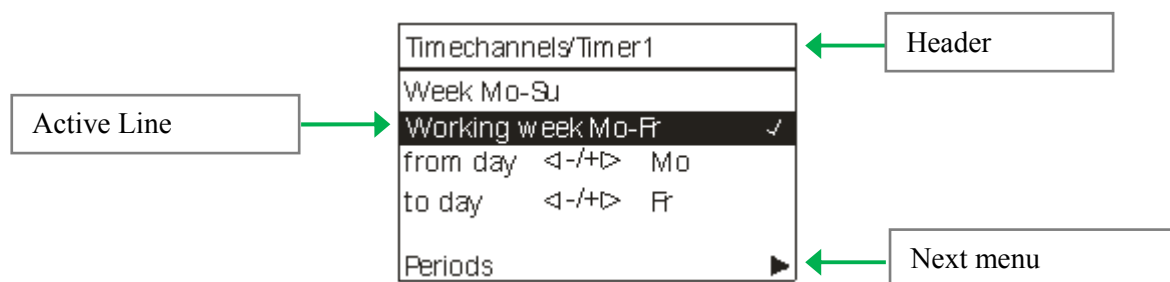 Timechannels/Timer1
Header
Week Mo-Su
Active Line
Working week Mo-Fr ✓
from day ◁-/+▷ Mo
to day ◁-/+▷ Fr
Periods ▶
Next menu